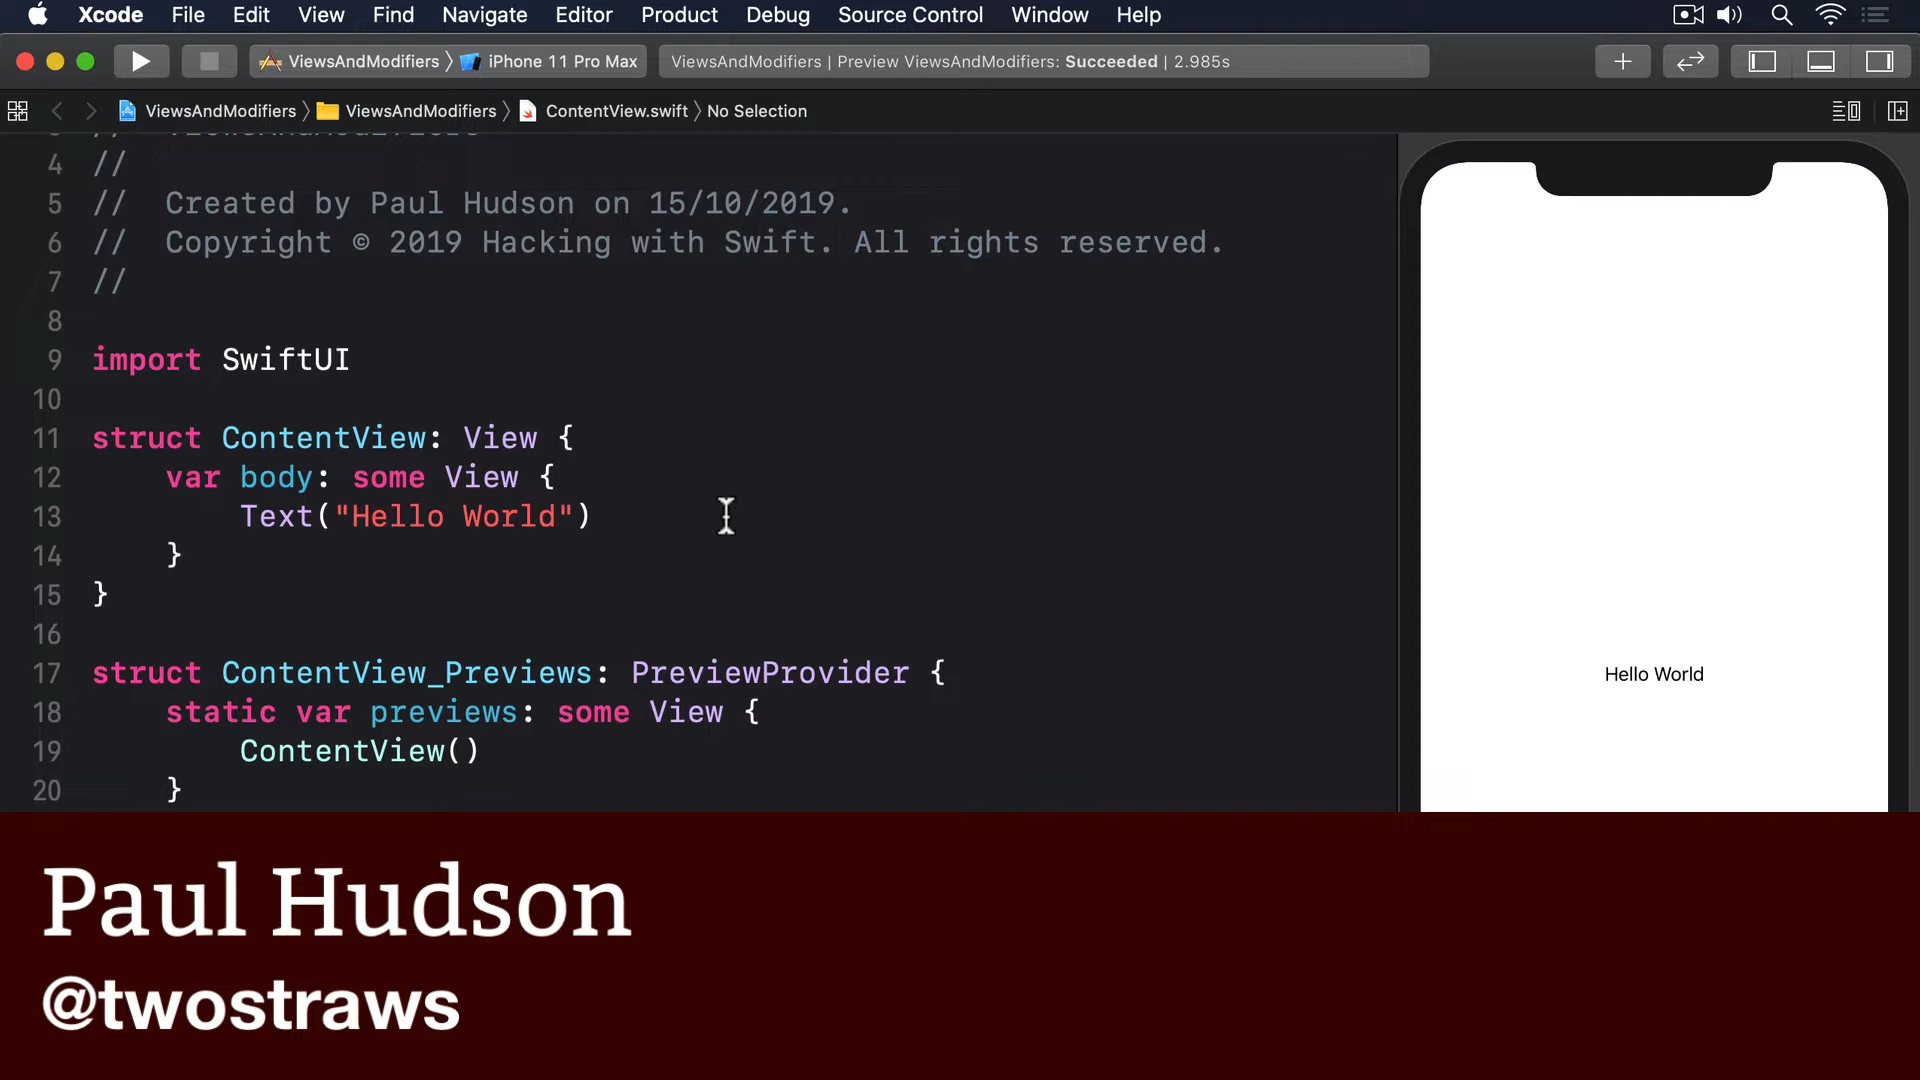 Xcode File Edit View Find Navigate Editor Product Debug Source Control Window Help
ViewsAndModifiers 〉 iPhone 11 Pro Max ViewsAndModifiers | Preview ViewsAndModifiers: Succeeded | 2.985s
ViewsAndModifiers 〉 ViewsAndModifiers 〉 ContentView.swift 〉 No Selection
4 //
5 //  Created by Paul Hudson on 15/10/2019.
6 //  Copyright © 2019 Hacking with Swift. All rights reserved.
7 //
8
9 import SwiftUI
10
11 struct ContentView: View {
12     var body: some View {
13         Text("Hello World")
14     }
15 }
16
17 struct ContentView_Previews: PreviewProvider {
18     static var previews: some View {
19         ContentView()
20     }
Hello World
Paul Hudson
@twostraws